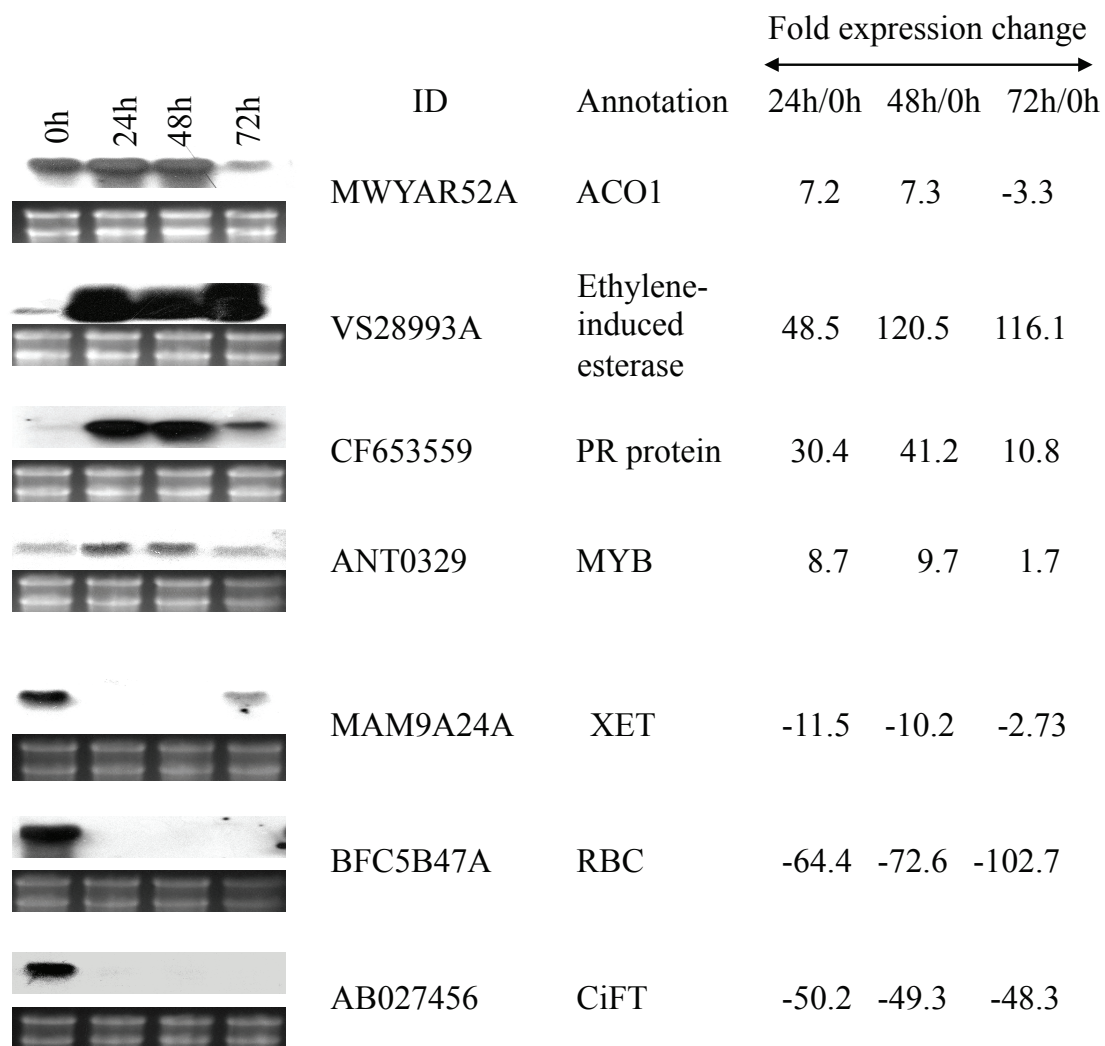 Fold expression change
0h 24h 48h 72h ID Annotation 24h/0h 48h/0h 72h/0h
MWYAR52A ACO1 7.2 7.3 -3.3
Ethylene-
induced
esterase
VS28993A 48.5 120.5 116.1
CF653559 PR protein 30.4 41.2 10.8
ANT0329 MYB 8.7 9.7 1.7
MAM9A24A XET -11.5 -10.2 -2.73
BFC5B47A RBC -64.4 -72.6 -102.7
AB027456 CiFT -50.2 -49.3 -48.3